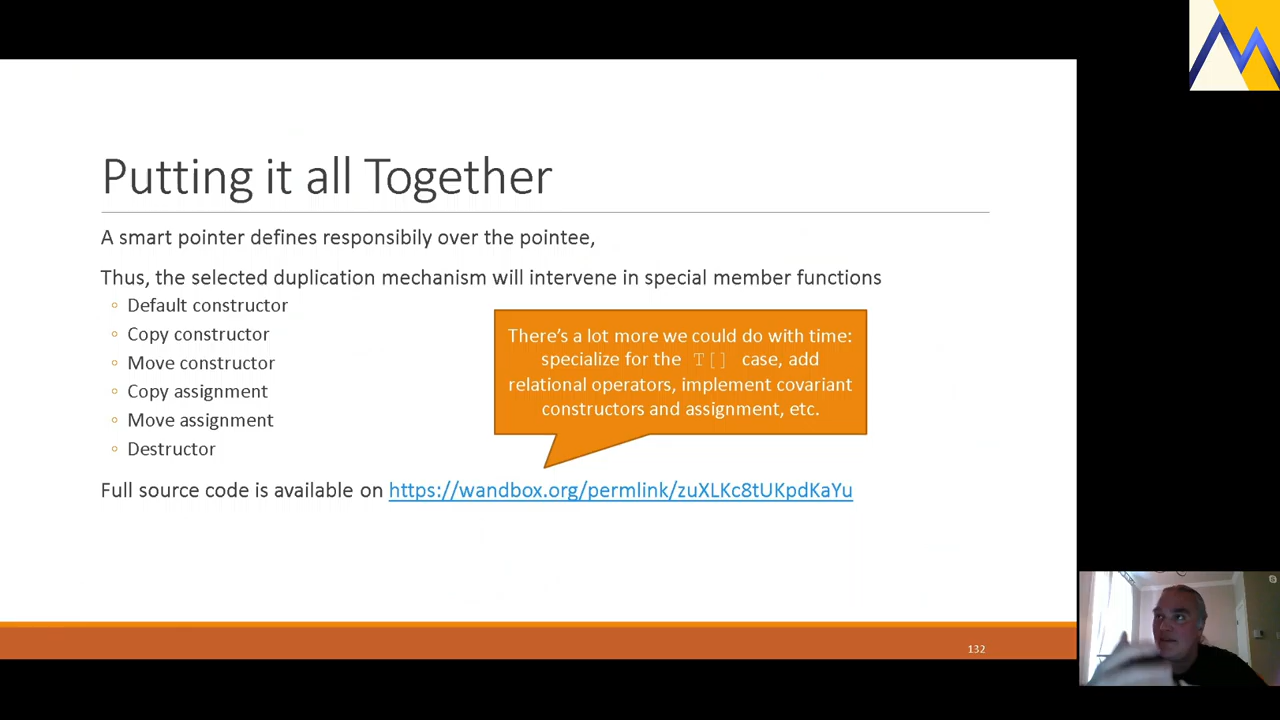 Putting it all Together
A smart pointer defines responsibily over the pointee,
Thus, the selected duplication mechanism will intervene in special member functions
Default constructor
Copy constructor
Move constructor
Copy assignment
Move assignment
Destructor
There's a lot more we could do with time:
specialize for the T[] case, add
relational operators, implement covariant
constructors and assignment, etc.
Full source code is available on https://wandbox.org/permlink/zuXLKc8tUKpdKaYu
132